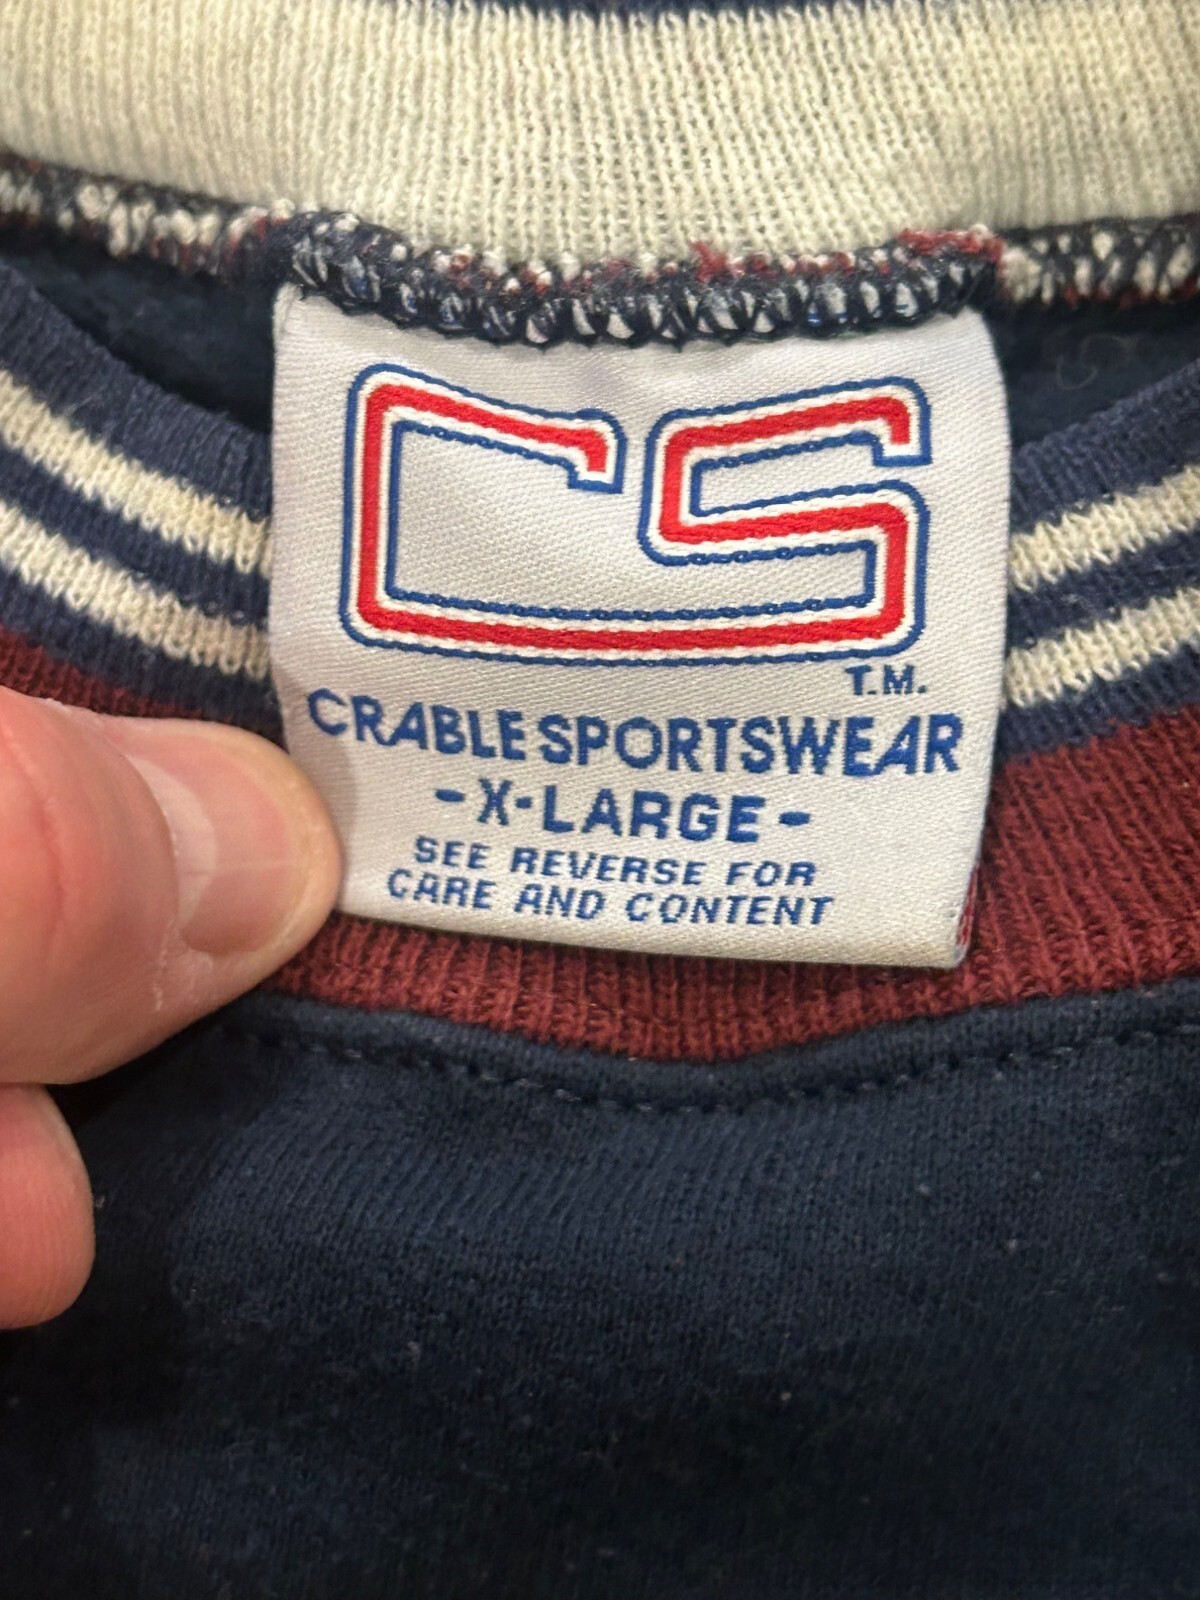 CS
T.M.
CRABLE SPORTSWEAR
- X-LARGE -
SEE REVERSE FOR
CARE AND CONTENT